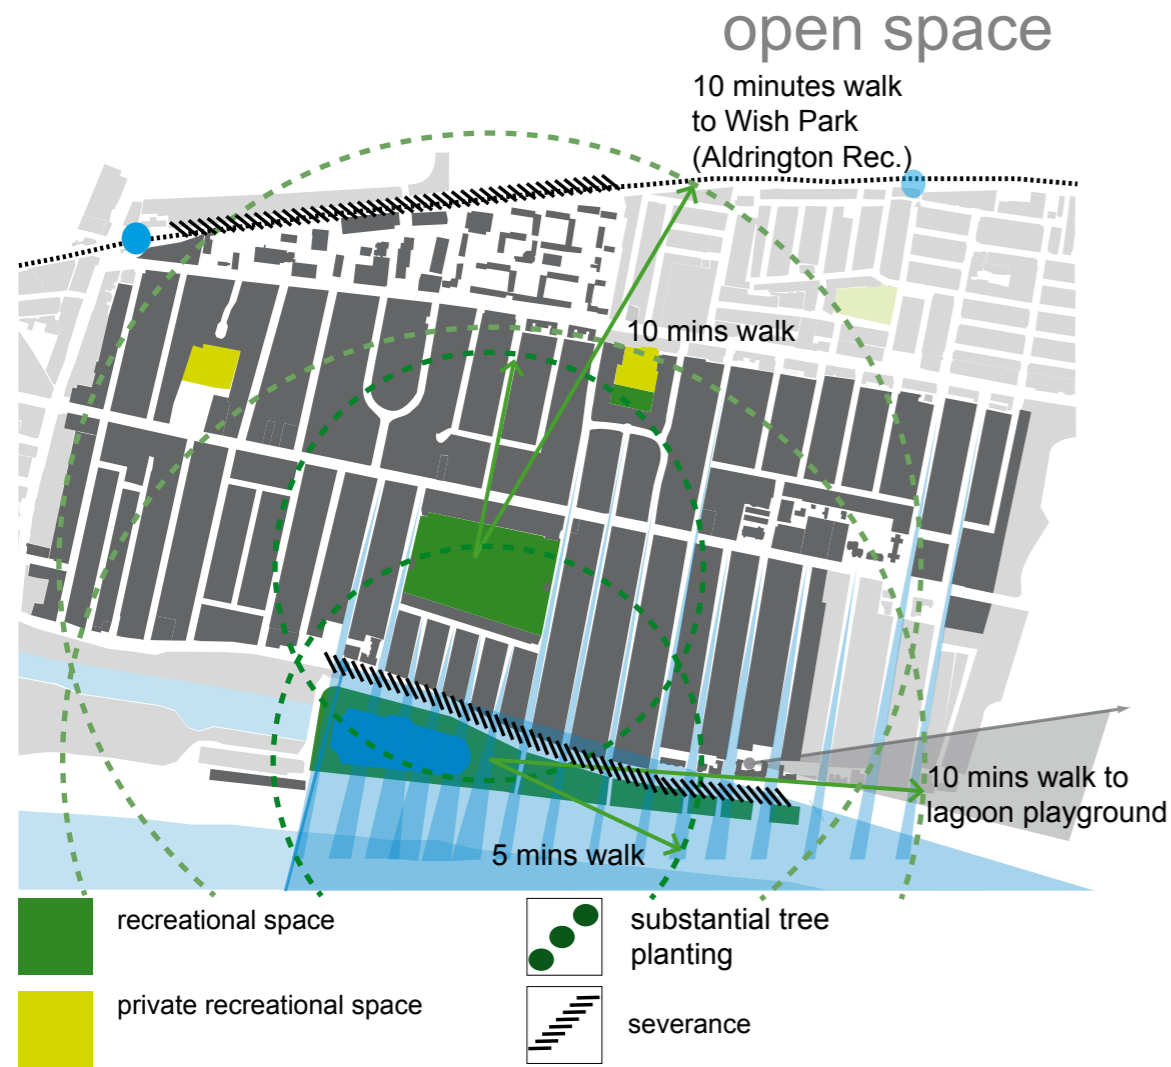 open space
10 minutes walk
to Wish Park
(Aldrington Rec.)
10 mins walk
10 mins walk to
lagoon playground
5 mins walk
recreational space
substantial tree
planting
private recreational space
severance